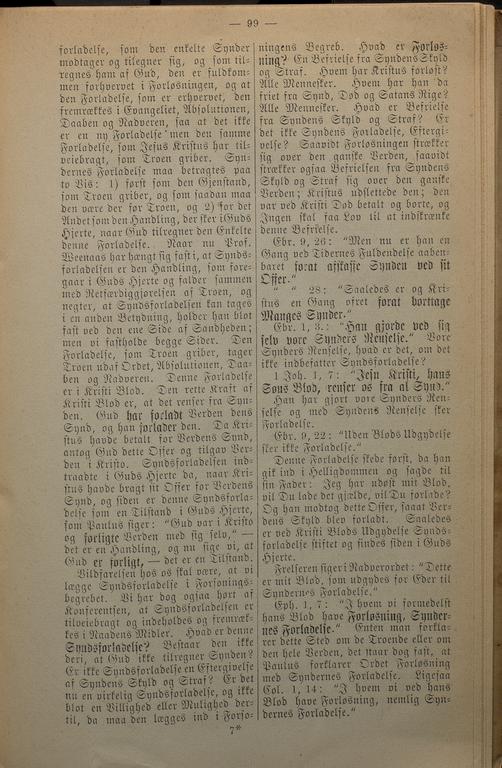 — 99 —
forladelse, som den enkelte Synder
modtager og tilegner sig, og som til-
regnes ham af Gud, den er fuldkom-
men forhvervet i Forløsningen, og at
den Forladelse, som er erhvervet, den
fremrækkes i Evangeliet, Absolutionen,
Daaben og Nadveren, saa at det ikke
er en ny Forladelse men den samme
Forladelse, som Jesus Kristus har til-
veiebragt, som Troen griber. Syn-
dernes Forladelse maa betragtes paa
to Vis: 1) først som den Gjenstand,
som Troen griber, og som saadan maa
den være der før Troen, og 2) for det
Andet som den Handling, der sker i Guds
Hjerte, naar Gud tilregner den Enkelte
denne Forladelse. Naar nu Prof.
Weenaas har hængt sig fast i, at Synds-
forladelsen er den Handling, som fore-
gaar i Guds Hjerte og falder sammen
med Retfærdiggjørelsen af Troen, og
negter, at Syndsforladelsen kan tages
i en anden Betydning, holder han blot
fast ved den ene Side af Sandheden;
men vi fastholde begge Sider. Den
Forladelse, som Troen griber, tager
Troen udaf Ordet, Absolutionen, Daa-
ben og Nadveren. Denne Forladelse
er i Kristi Blod. Den rette Kraft af
Kristi Blod er, at det renser fra Syn-
den. Gud har forladt Verden dens
Synd, og han forlader den. Da Kri-
stus havde betalt for Verdens Synd,
antog Gud dette Offer og tilgav Ver-
den i Kristo. Syndsforladelsen ind-
traadte i Guds Hjerte da, naar Kri-
stus havde bragt sit Offer for Verdens
Synd, og siden er denne Syndsforla-
delse som en Tilstand i Guds Hjerte,
som Paulus siger: "Gud var i Kristo
og forligte Verden med sig selv," —
det er en Handling, og nu sige vi, at
Gud er forligt, — det er en Tilstand.
Vildfarelsen hos os skal være, at vi
lægge Syndsforladelse i Forsonings-
begrebet. Vi har dog ogsaa hørt af
Konferentsen, at Syndsforladelsen er
tilveiebragt og indeholdes og fremræk-
kes i Naadens Midler. Hvad er denne
Syndsforladelse? Bestaar den ikke
deri, at Gud ikke tilregner Synden?
Er ikke Syndsforladelse en Eftergivelse
af Syndens Skyld og Straf? Er det
nu en virkelig Syndsforladelse, og ikke
blot en Villighed eller Mulighed der-
til, da maa den lægges ind i Forso-
ningens Begreb. Hvad er Forløs-
ning? En Befrielse fra Syndens Skyld
og Straf. Hvem har Kristus forløst?
Alle Mennesker. Hvem har han da
friet fra Synd, Død og Satans Rige?
Alle Mennesker. Hvad er Befrielse
fra Syndens Skyld og Straf? Er
det ikke Syndens Forladelse, Eftergi-
velse? Saavidt Forløsningen strækker
sig over den ganske Verden, saavidt
strækker ogsaa Befrielsen fra Syndens
Skyld og Straf sig over den ganske
Verden; Kristus udslettede den; den
var ved Kristi Død betalt og borte, og
Ingen skal faa Lov til at indskrænke
denne Befrielse.
Ebr. 9, 26: "Men nu er han en
Gang ved Tidernes Fuldendelse aaben-
baret forat afskaffe Synden ved sit
Offer."
" " 28: "Saaledes er og Kri-
stus en Gang ofret forat borttage
Manges Synder."
Ebr. 1, 3.: "Han gjorde ved sig
selv vore Synders Renselse." Vore
Synders Renselse, hvad er det, om det
ikke indbefatter Syndsforladelse?
1 Joh. 1, 7: "Jesu Kristi, hans
Søns Blod, renser os fra al Synd."
Han har gjort vore Synders Ren-
selse og med Syndens Renselse sker
Forladelse.
Ebr. 9, 22: "Uden Blods Udgydelse
sker ikke Forladelse."
Denne Forladelse skede først, da han
gik ind i Helligdommen og sagde til
sin Fader: Jeg har udøst mit Blod,
vil Du lade det gjælde, vil Du forlade?
Og han modtog dette Offer, saaat Ver-
dens Skyld blev forladt. Saaledes
er ved Kristi Blods Udgydelse Synds-
forladelse stiftet og findes siden i Guds
Hjerte.
Frelseren siger i Nadverordet: "Dette
er mit Blod, som udgydes for Eder til
Syndernes Forladelse."
Eph. 1, 7: "I hvem vi formedelst
hans Blod have Forløsning, Synder-
nes Forladelse." Enten man forkla-
rer dette Sted om de Troende eller om
den hele Verden, det staar dog fast, at
Paulus forklarer Ordet Forløsning
med Syndernes Forladelse. Ligesaa
Col. 1, 14: "I hvem vi ved hans
Blod have Forløsning, nemlig Syn-
dernes Forladelse."
7*